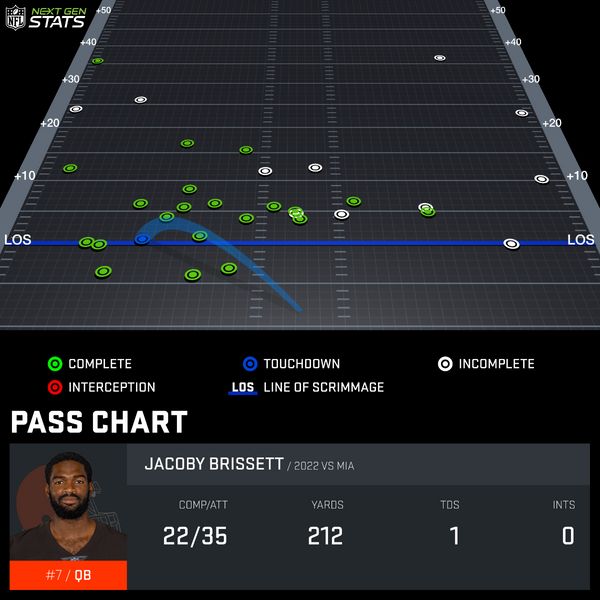 NFL NEXT GEN STATS
+50 +50
+40 +40
+30 +30
+20 +20
+10 +10
LOS LOS
COMPLETE TOUCHDOWN INCOMPLETE
INTERCEPTION LOS LINE OF SCRIMMAGE
PASS CHART
JACOBY BRISSETT / 2022 VS MIA
COMP/ATT YARDS TDS INTS
22/35 212 1 0
#7 / QB